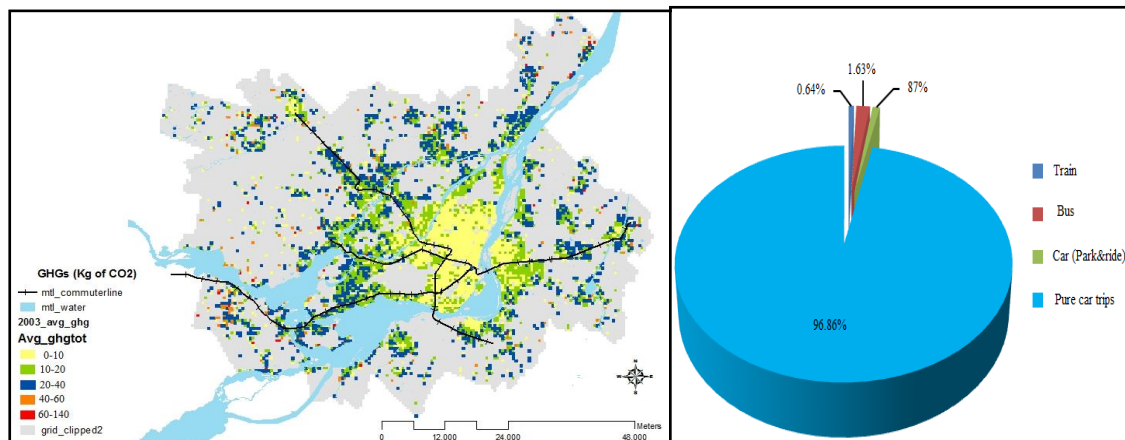 GHGs (Kg of CO2)
mtl_commuterline
mtl_water
2003_avg_ghg
Avg_ghgtot
0-10
10-20
20-40
40-60
60-140
grid_clipped2
N
W E
S
Meters
0 12.000 24.000 48.000
0.64%
1.63%
87%
96.86%
Train
Bus
Car (Park&ride)
Pure car trips